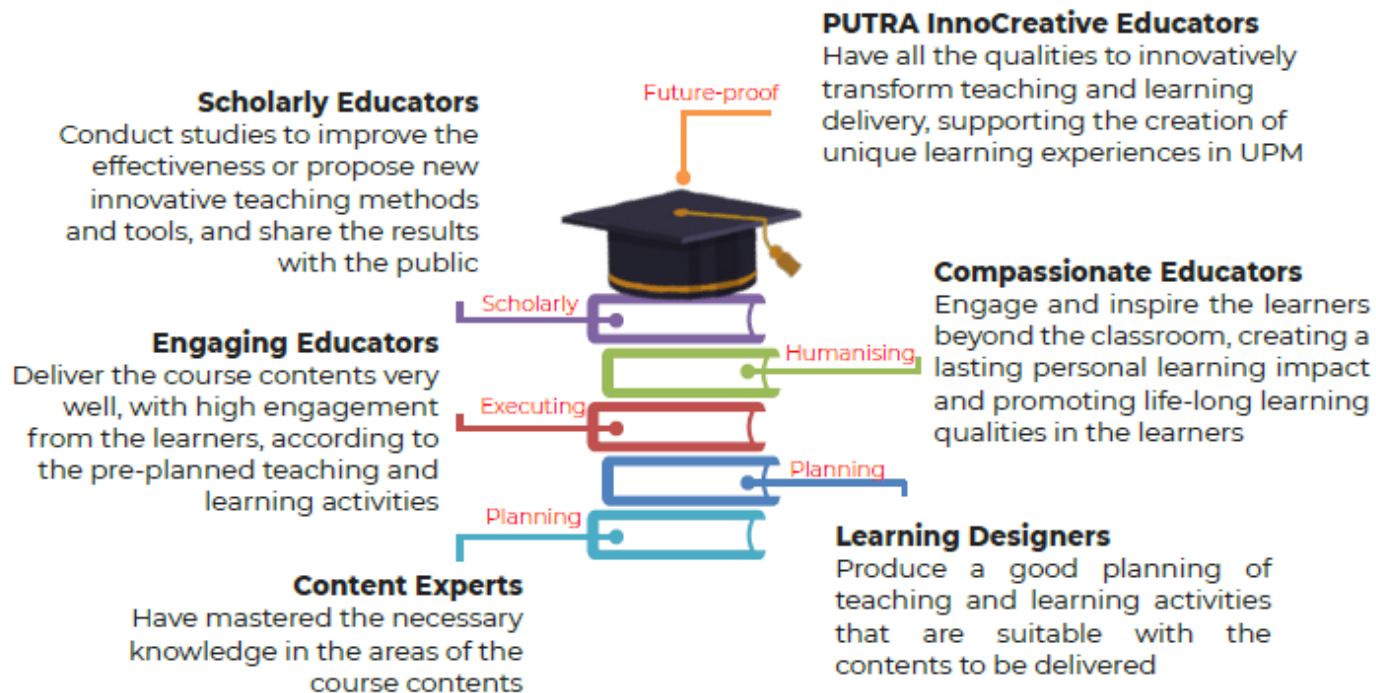 PUTRA InnoCreative Educators
Have all the qualities to innovatively
transform teaching and learning
delivery, supporting the creation of
unique learning experiences in UPM
Future-proof
Scholarly Educators
Conduct studies to improve the
effectiveness or propose new
innovative teaching methods
and tools, and share the results
with the public
Scholarly
Compassionate Educators
Engage and inspire the learners
beyond the classroom, creating a
lasting personal learning impact
and promoting life-long learning
qualities in the learners
Humanising
Engaging Educators
Deliver the course contents very
well, with high engagement
from the learners, according to
the pre-planned teaching and
learning activities
Executing
Planning
Learning Designers
Produce a good planning of
teaching and learning activities
that are suitable with the
contents to be delivered
Planning
Content Experts
Have mastered the necessary
knowledge in the areas of the
course contents